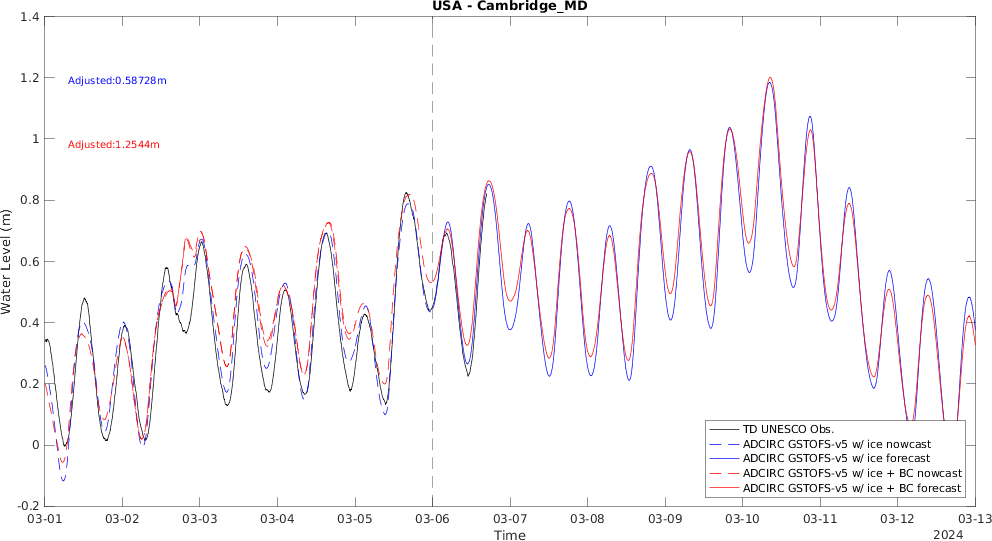 USA - Cambridge_MD
1.4
1.2
1
0.8
0.6
0.4
0.2
0
-0.2
Water Level (m)
Adjusted:0.58728m
Adjusted:1.2544m
TD UNESCO Obs.
ADCIRC GSTOFS-v5 w/ ice nowcast
ADCIRC GSTOFS-v5 w/ ice forecast
ADCIRC GSTOFS-v5 w/ ice + BC nowcast
ADCIRC GSTOFS-v5 w/ ice + BC forecast
03-01 03-02 03-03 03-04 03-05 03-06 03-07 03-08 03-09 03-10 03-11 03-12 03-13
Time
2024